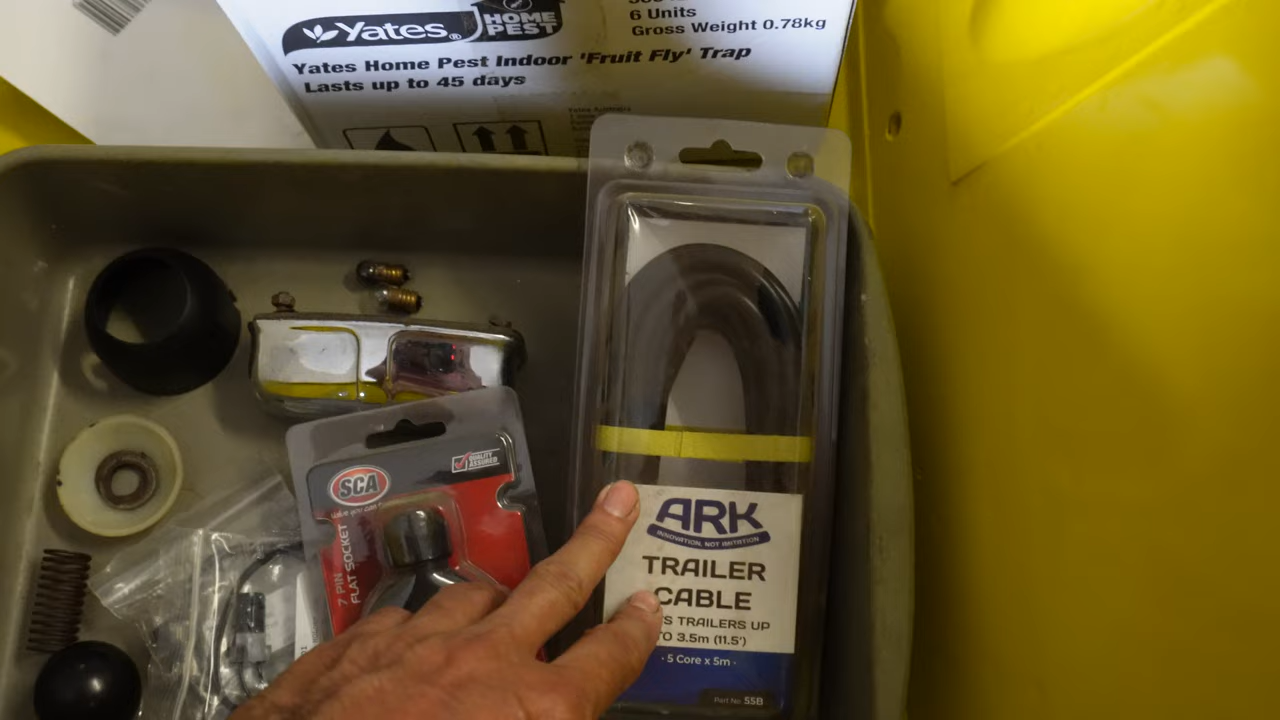 Yates® HOME PEST
6 Units
Gross Weight 0.78kg
Yates Home Pest Indoor 'Fruit Fly' Trap
Lasts up to 45 days
QUALITY ASSURED
SCA
7 PIN
FLAT SOCKET
ARK
INNOVATION, NOT IMITATION
TRAILER
CABLE
S TRAILERS UP
TO 3.5m (11.5')
· 5 Core x 5m ·
Part No 55B